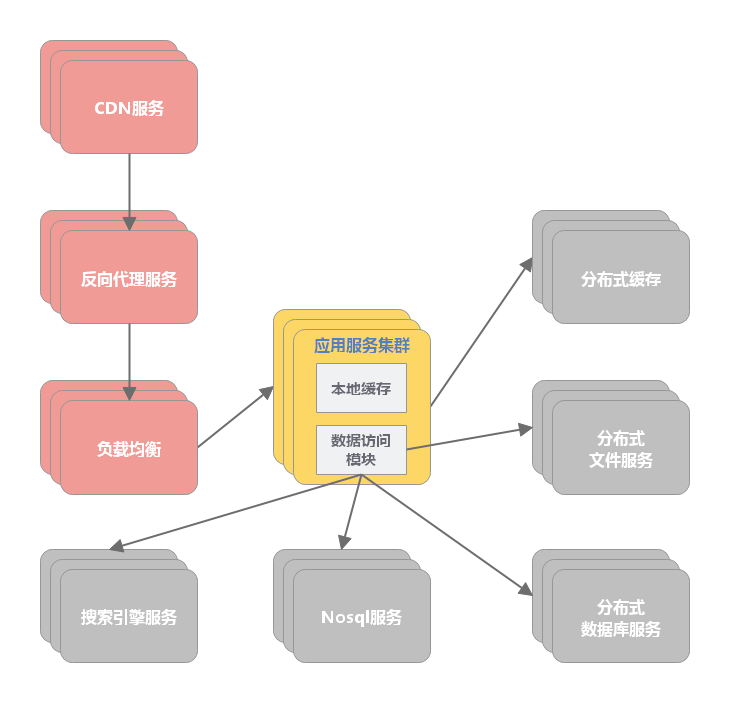 CDN服务
反向代理服务
分布式缓存
应用服务集群
本地缓存
负载均衡
数据访问
模块
分布式
文件服务
搜索引擎服务
Nosql服务
分布式
数据库服务